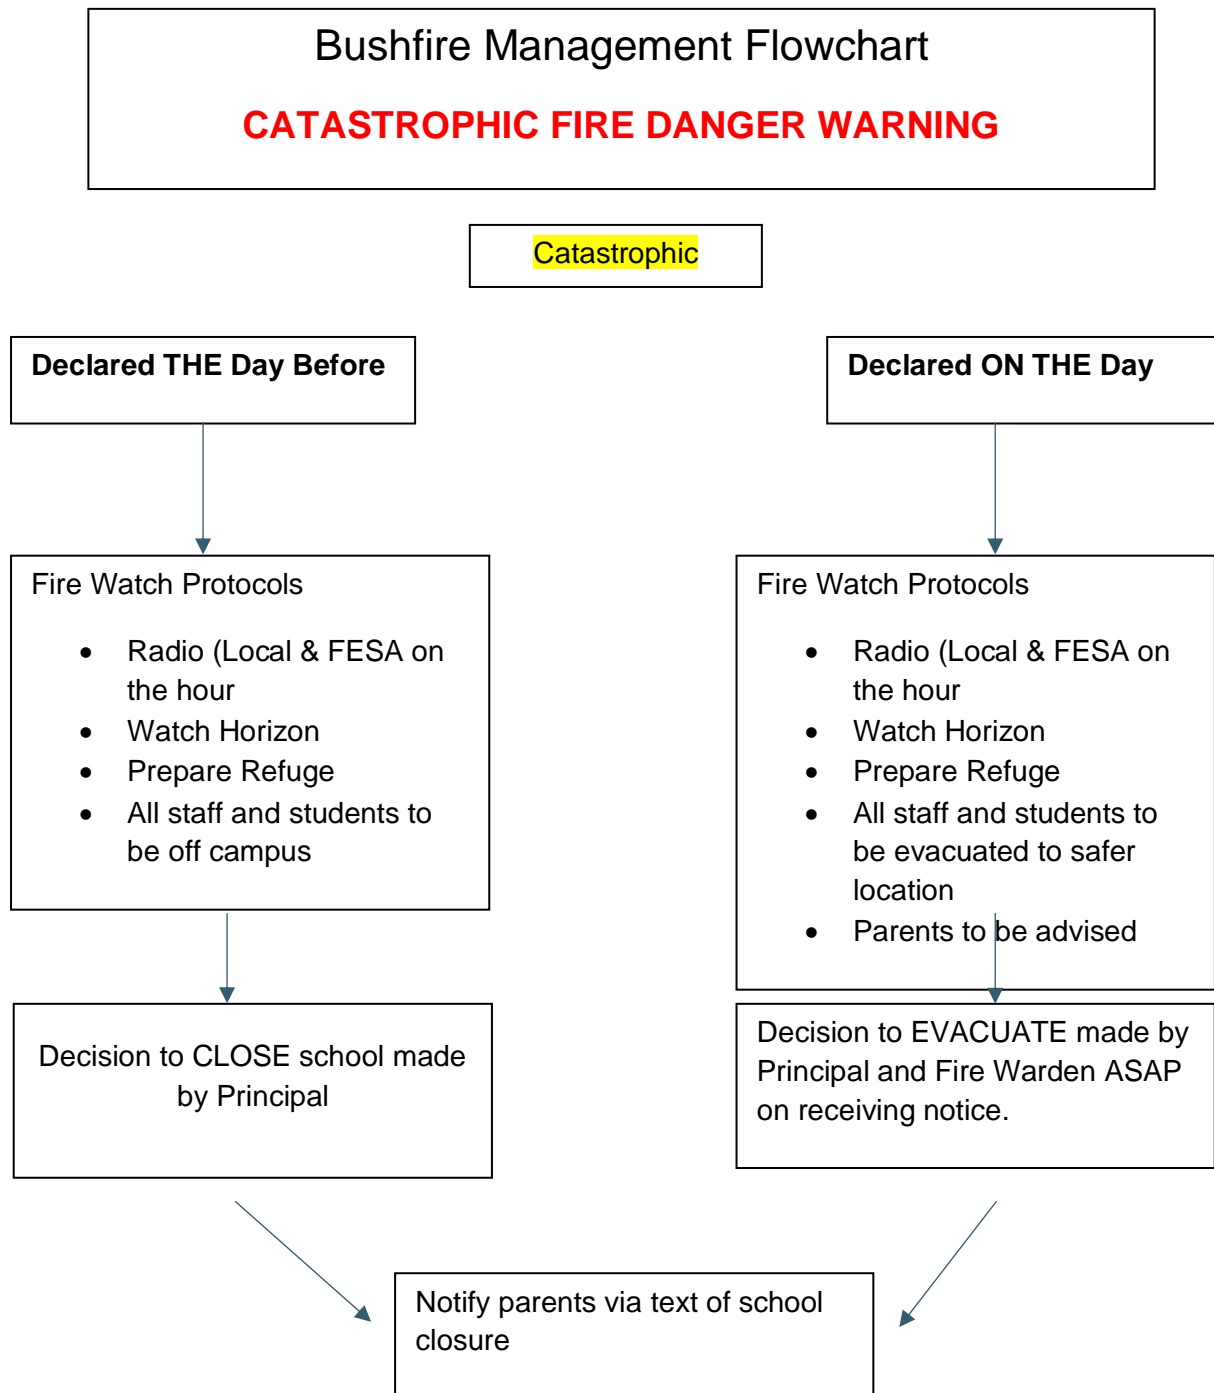 Bushfire Management Flowchart
CATASTROPHIC FIRE DANGER WARNING
Catastrophic
Declared THE Day Before
Declared ON THE Day
Fire Watch Protocols
• Radio (Local & FESA on
the hour
• Watch Horizon
• Prepare Refuge
• All staff and students to
be off campus
Fire Watch Protocols
• Radio (Local & FESA on
the hour
• Watch Horizon
• Prepare Refuge
• All staff and students to
be evacuated to safer
location
• Parents to be advised
Decision to CLOSE school made
by Principal
Decision to EVACUATE made by
Principal and Fire Warden ASAP
on receiving notice.
Notify parents via text of school
closure